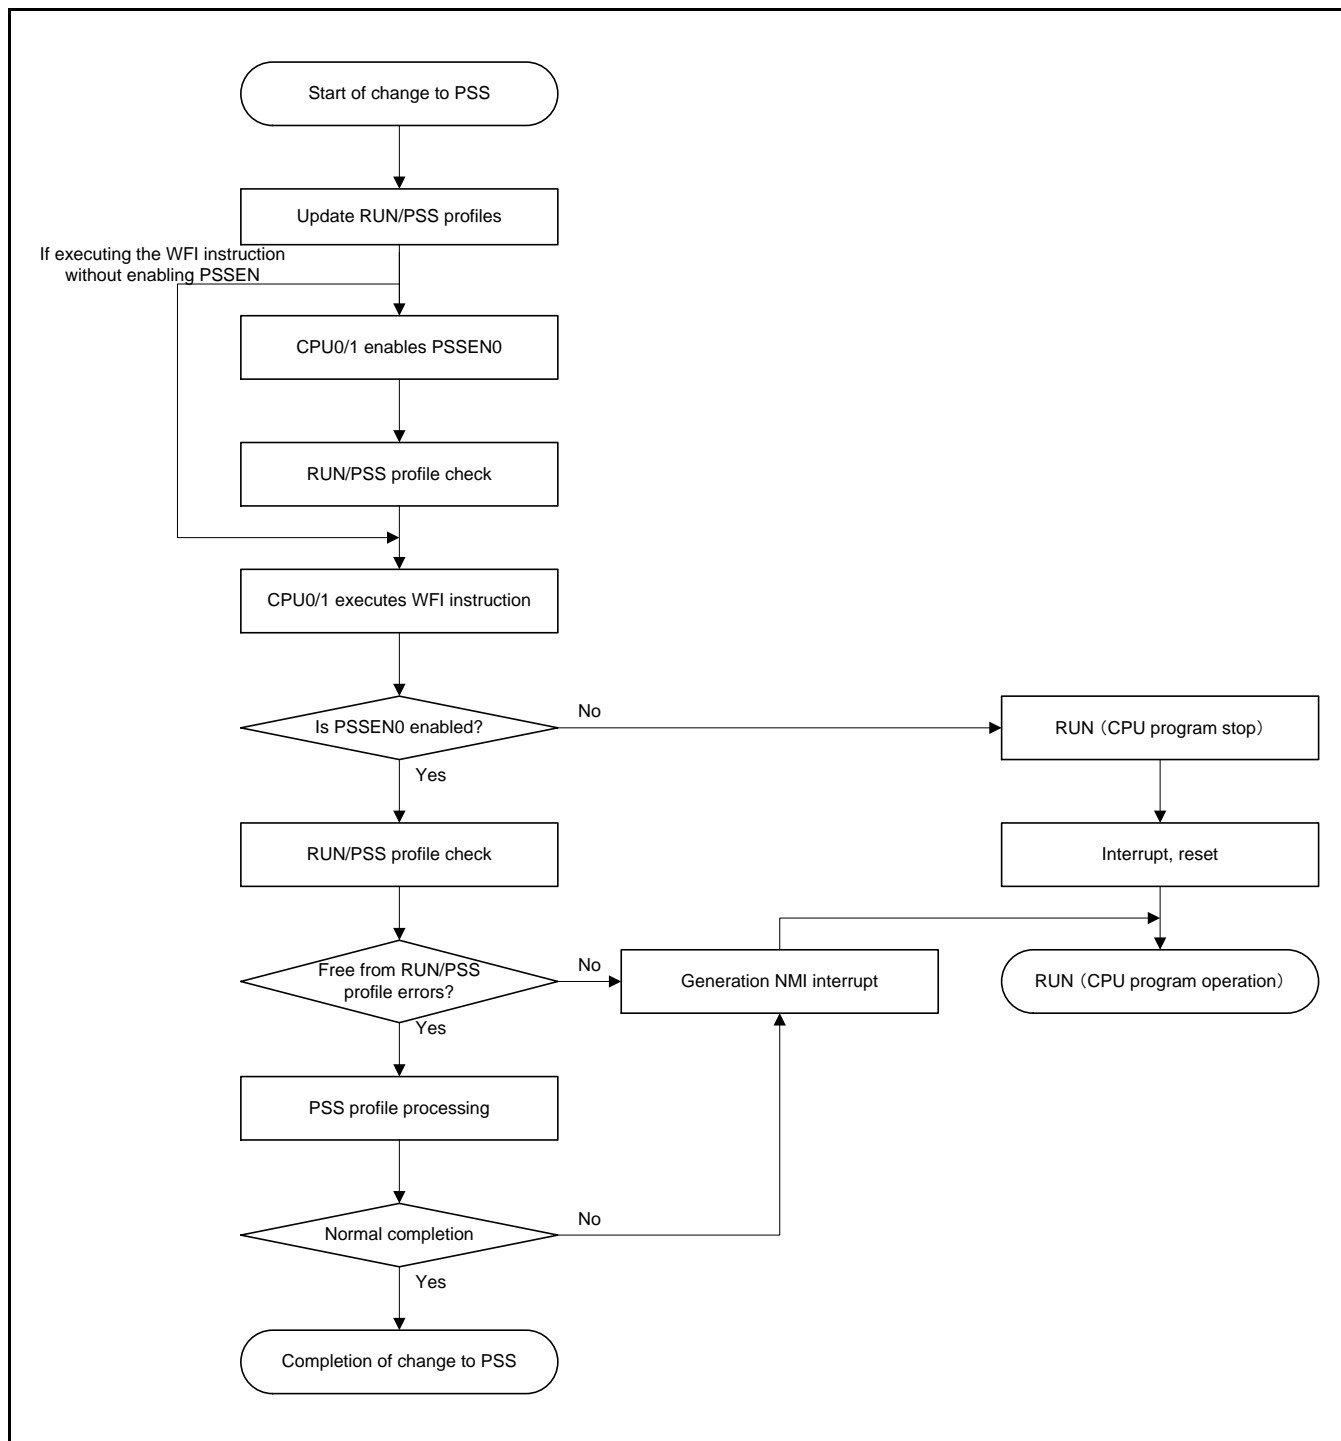 Start of change to PSS
Update RUN/PSS profiles
If executing the WFI instruction
without enabling PSSEN
CPU0/1 enables PSSEN0
RUN/PSS profile check
CPU0/1 executes WFI instruction
Is PSSEN0 enabled?
No
RUN（CPU program stop）
Yes
RUN/PSS profile check
Interrupt, reset
Free from RUN/PSS
profile errors?
No
Generation NMI interrupt
RUN（CPU program operation）
Yes
PSS profile processing
Normal completion
No
Yes
Completion of change to PSS